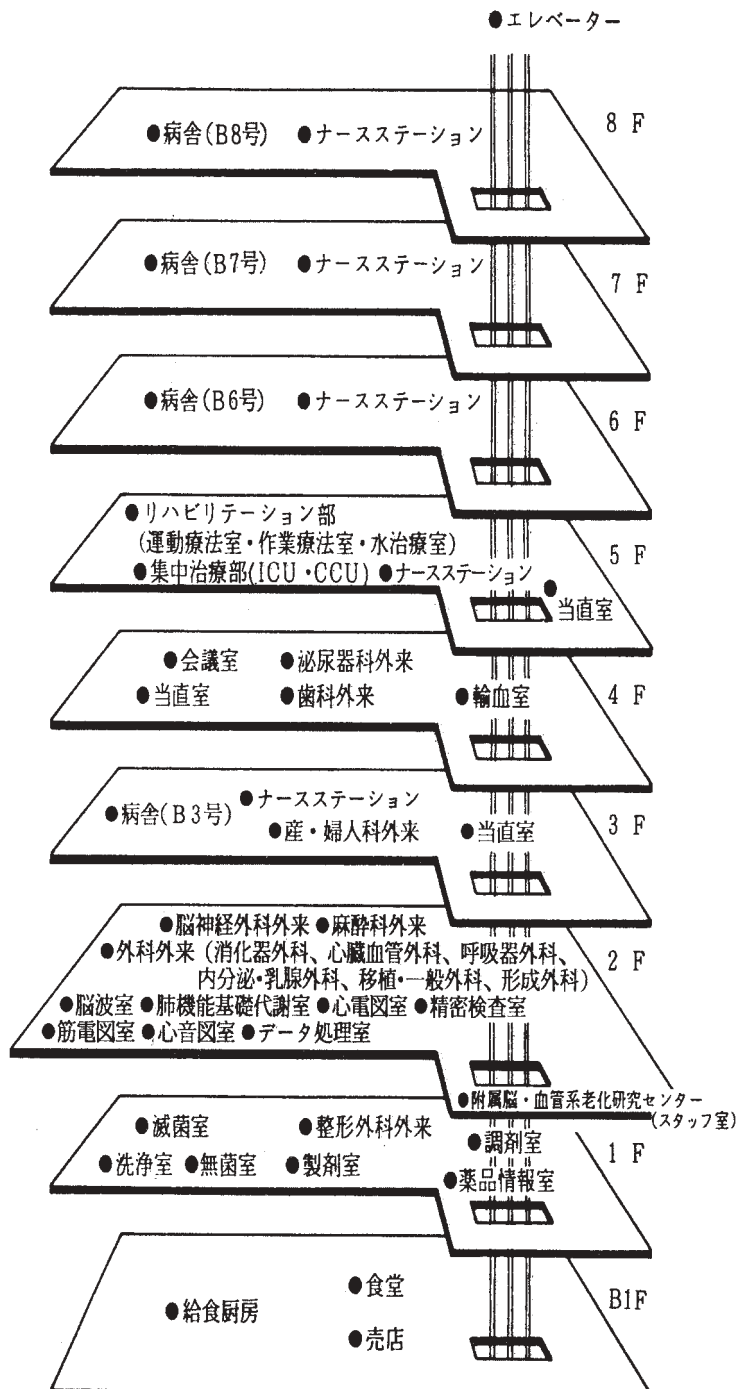 ●エレベーター
●病舎(B8号) ●ナースステーション 8 F
●病舎(B7号) ●ナースステーション 7 F
●病舎(B6号) ●ナースステーション 6 F
●リハビリテーション部
(運動療法室・作業療法室・水治療室) 5 F
●集中治療部(ICU・CCU) ●ナースステーション
●当直室
●会議室 ●泌尿器科外来
●当直室 ●歯科外来 ●輸血室 4 F
●ナースステーション
●病舎(B3号)
●産・婦人科外来 ●当直室 3 F
●脳神経外科外来 ●麻酔科外来
●外科外来 (消化器外科、心臓血管外科、呼吸器外科、 2 F
内分泌・乳腺外科、移植・一般外科、形成外科)
●脳波室 ●肺機能基礎代謝室 ●心電図室 ●精密検査室
●筋電図室 ●心音図室 ●データ処理室
●附属脳・血管系老化研究センター
(スタッフ室)
●滅菌室 ●整形外科外来
●調剤室 1 F
●洗浄室 ●無菌室 ●製剤室
●薬品情報室
●食堂
●給食厨房 B1F
●売店